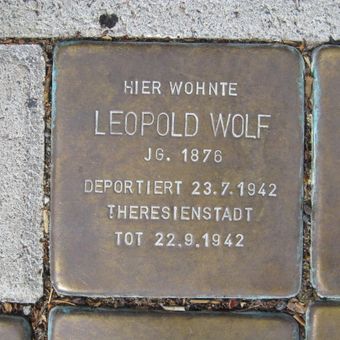 HIER WOHNTE
LEOPOLD WOLF
JG. 1876
DEPORTIERT 23.7.1942
THERESIENSTADT
TOT 22.9.1942